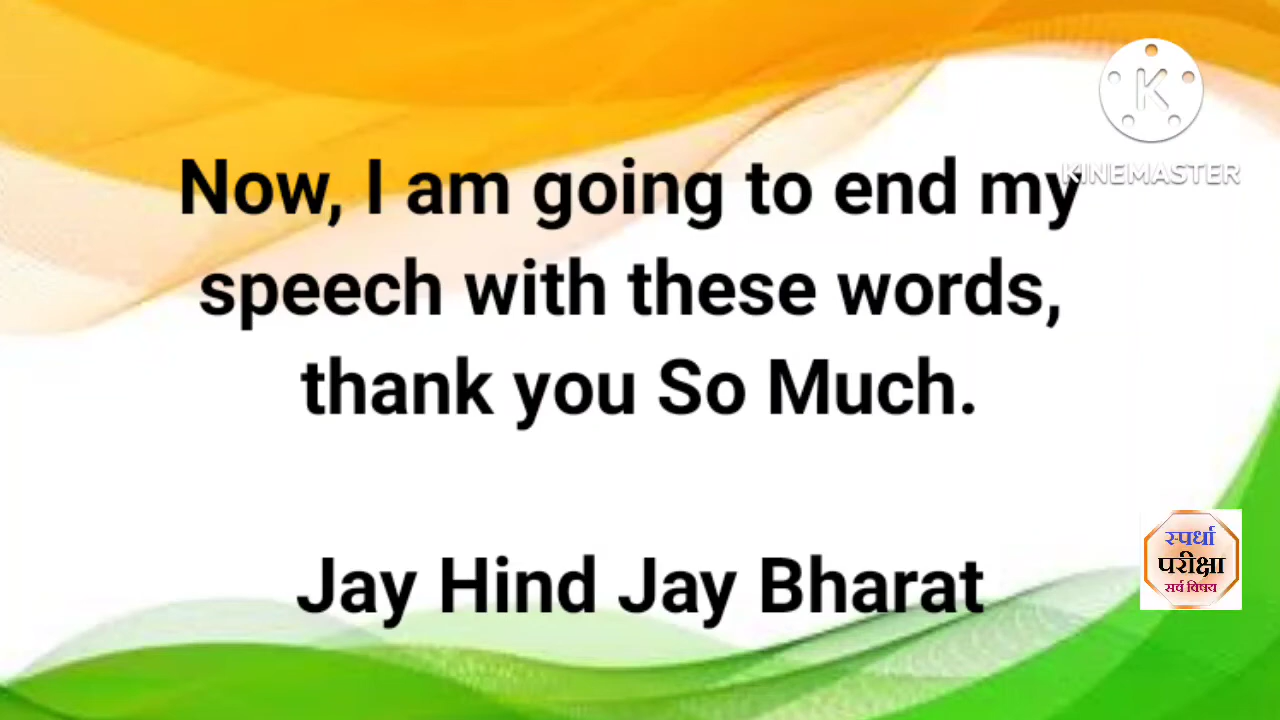 K
KINEMASTER
Now, I am going to end my
speech with these words,
thank you So Much.
Jay Hind Jay Bharat
स्पर्धा
परीक्षा
सर्व विषय